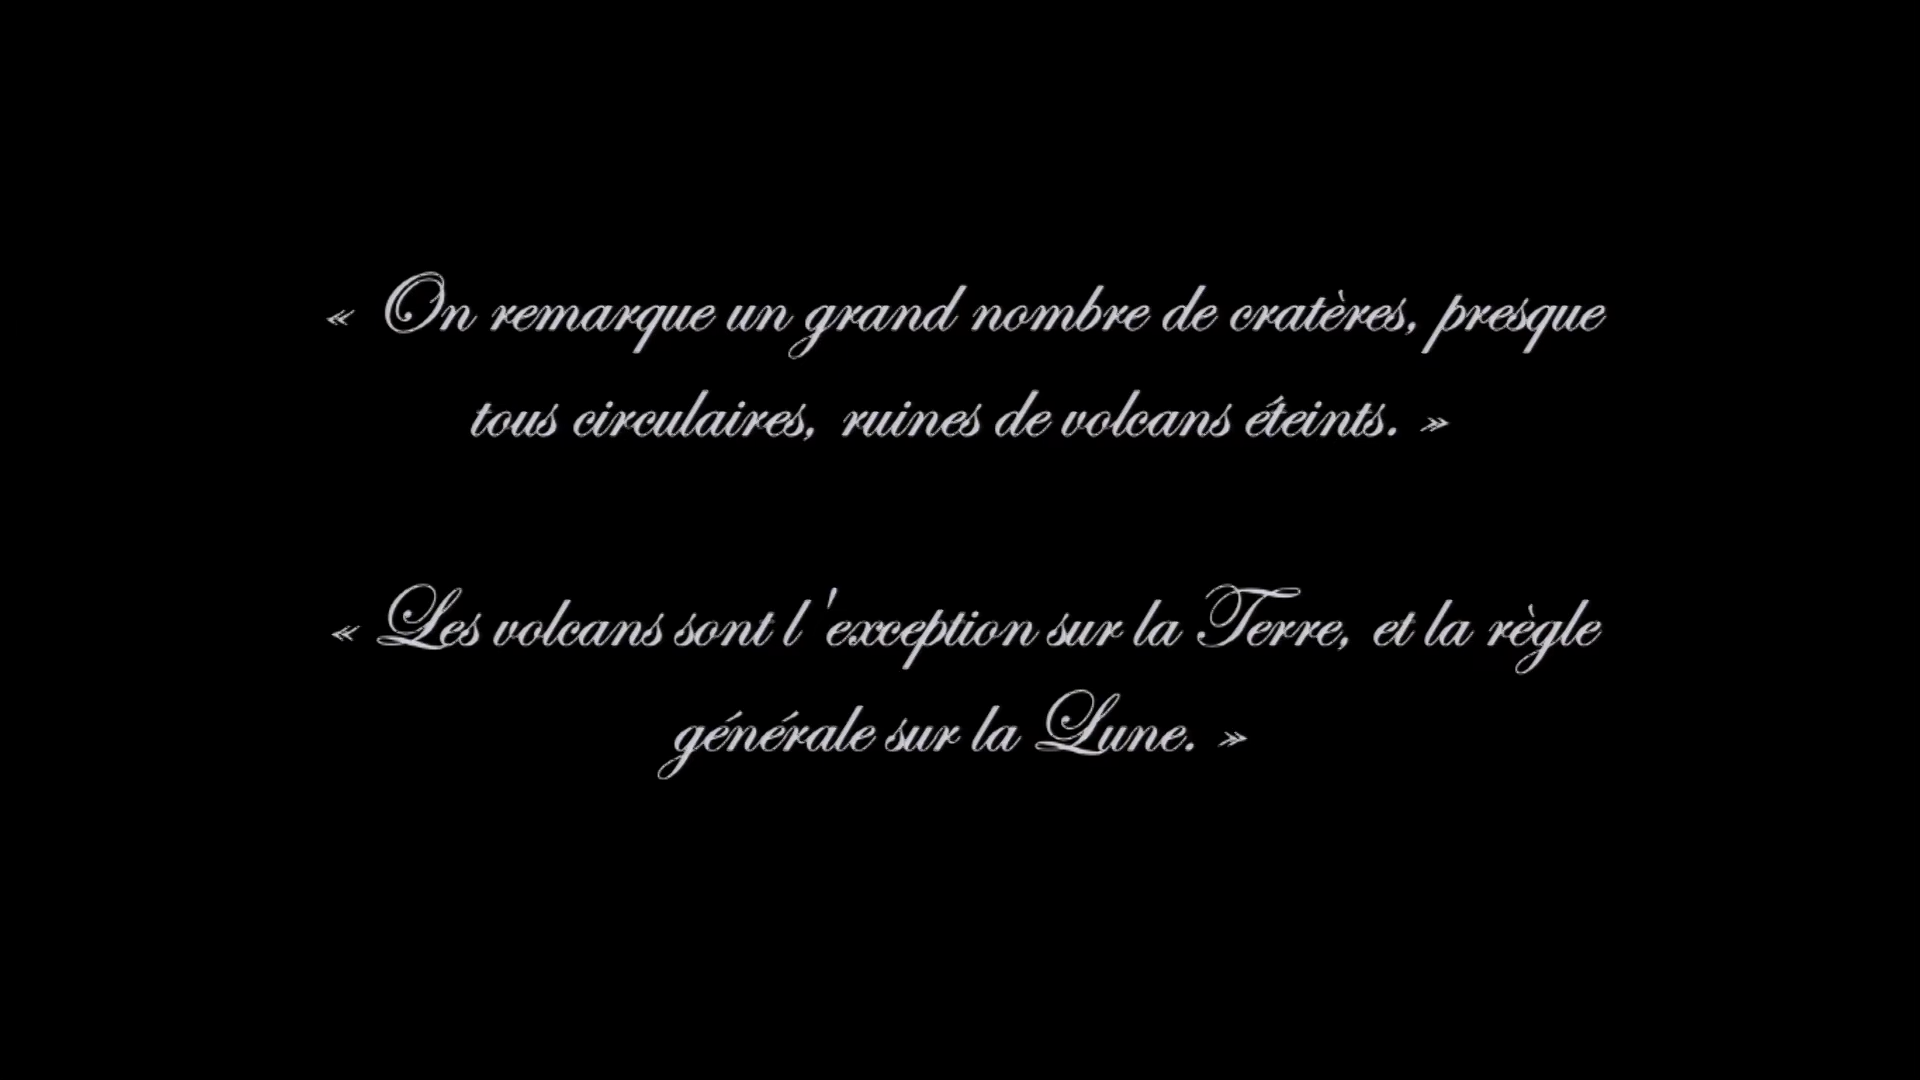 « On remarque un grand nombre de cratères, presque
tous circulaires, ruines de volcans éteints. »
« Les volcans sont l'exception sur la Terre, et la règle
générale sur la Lune. »